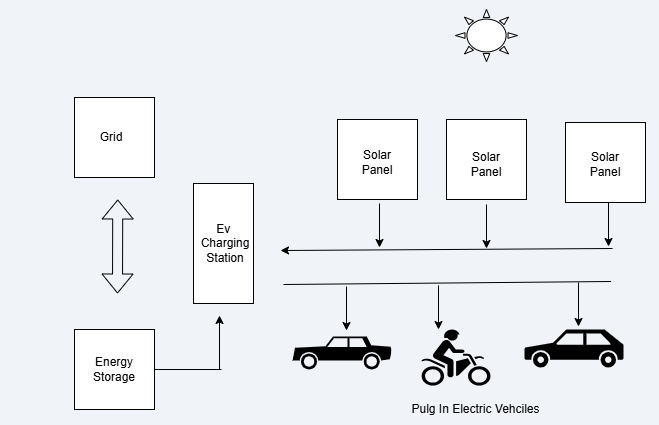 Grid
Solar
Panel
Solar
Panel
Solar
Panel
Ev
Charging
Station
Energy
Storage
Pulg In Electric Vehciles